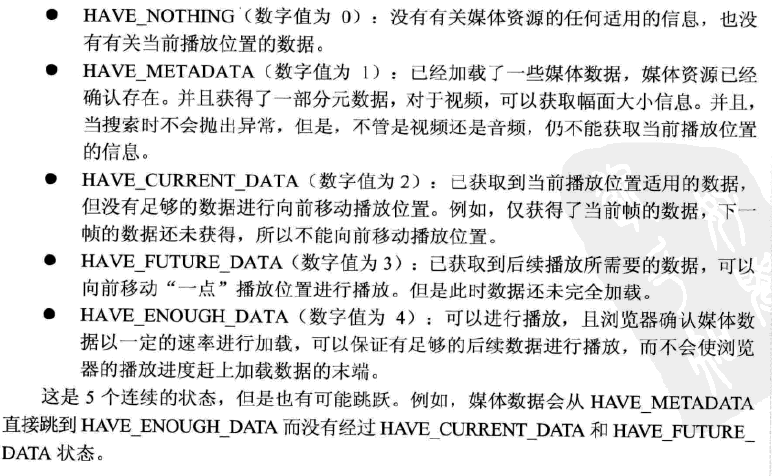 ● HAVE_NOTHING（数字值为 0）：没有有关媒体资源的任何适用的信息，也没
有有关当前播放位置的数据。
● HAVE_METADATA（数字值为 1）：已经加载了一些媒体数据，媒体资源已经
确认存在。并且获得了一部分元数据，对于视频，可以获取幅面大小信息。并且，
当搜索时不会抛出异常，但是，不管是视频还是音频，仍不能获取当前播放位置
的信息。
● HAVE_CURRENT_DATA（数字值为 2）：已获取到当前播放位置适用的数据，
但没有足够的数据进行向前移动播放位置。例如，仅获得了当前帧的数据，下一
帧的数据还未获得，所以不能向前移动播放位置。
● HAVE_FUTURE_DATA（数字值为 3）：已获取到后续播放所需要的数据，可以
向前移动“一点”播放位置进行播放。但是此时数据还未完全加载。
● HAVE_ENOUGH_DATA（数字值为 4）：可以进行播放，且浏览器确认媒体数
据以一定的速率进行加载，可以保证有足够的后续数据进行播放，而不会使浏览
器的播放进度赶上加载数据的末端。
这是 5 个连续的状态，但是也有可能跳跃。例如，媒体数据会从 HAVE_METADATA
直接跳到 HAVE_ENOUGH_DATA 而没有经过 HAVE_CURRENT_DATA 和 HAVE_FUTURE_
DATA 状态。